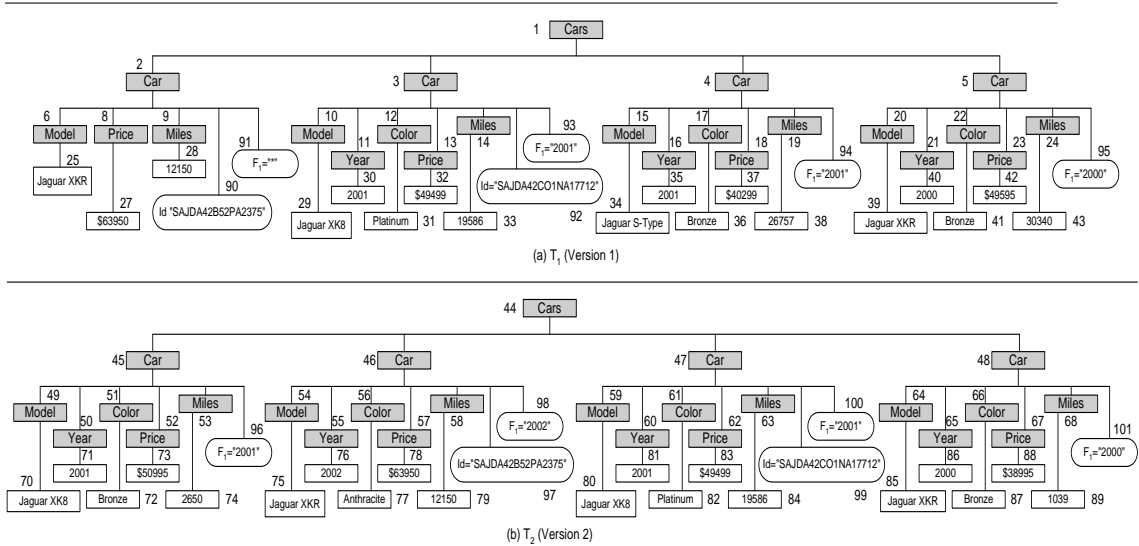 1 Cars
2 3 4 5
Car Car Car Car
6 8 9 10 12 15 17 20 22
Model Price Miles 91 Model 11 Color 13 Miles 14 93 Model 16 Color 18 Miles 19 94 Model 21 Color 23 Miles 24 95
25 28 F1="*" Year Price F1="2001" Year Price F1="2001" Year Price F1="2000"
Jaguar XKR 12150 90 30 32 35 37 40 42
27 Id "SAJDA42B52PA2375" 29 2001 $49499 Id="SAJDA42CO1NA17712" 34 2001 $40299 39 2000 $49595
$63950 Jaguar XK8 Platinum 31 19586 33 92 Jaguar S-Type Bronze 36 26757 38 Jaguar XKR Bronze 41 30340 43
(a) T1 (Version 1)
44 Cars
45 Car 46 Car 47 Car 48 Car
49 51 54 56 59 61 64 66
Model 50 Color 52 Miles 53 96 Model 55 Color 57 Miles 58 98 Model 60 Color 62 Miles 63 100 Model 65 Color 67 Miles 68 101
Year Price F1="2001" Year Price F1="2002" Year Price F1="2001" Year Price F1="2000"
71 73 76 78 81 83 86 88
70 2001 $50995 75 2002 $63950 Id="SAJDA42B52PA2375" 80 2001 $49499 Id="SAJDA42CO1NA17712" 85 2000 $38995
Jaguar XK8 Bronze 72 2650 74 Jaguar XKR Anthracite 77 12150 79 97 Jaguar XK8 Platinum 82 19586 84 99 Jaguar XKR Bronze 87 1039 89
(b) T2 (Version 2)